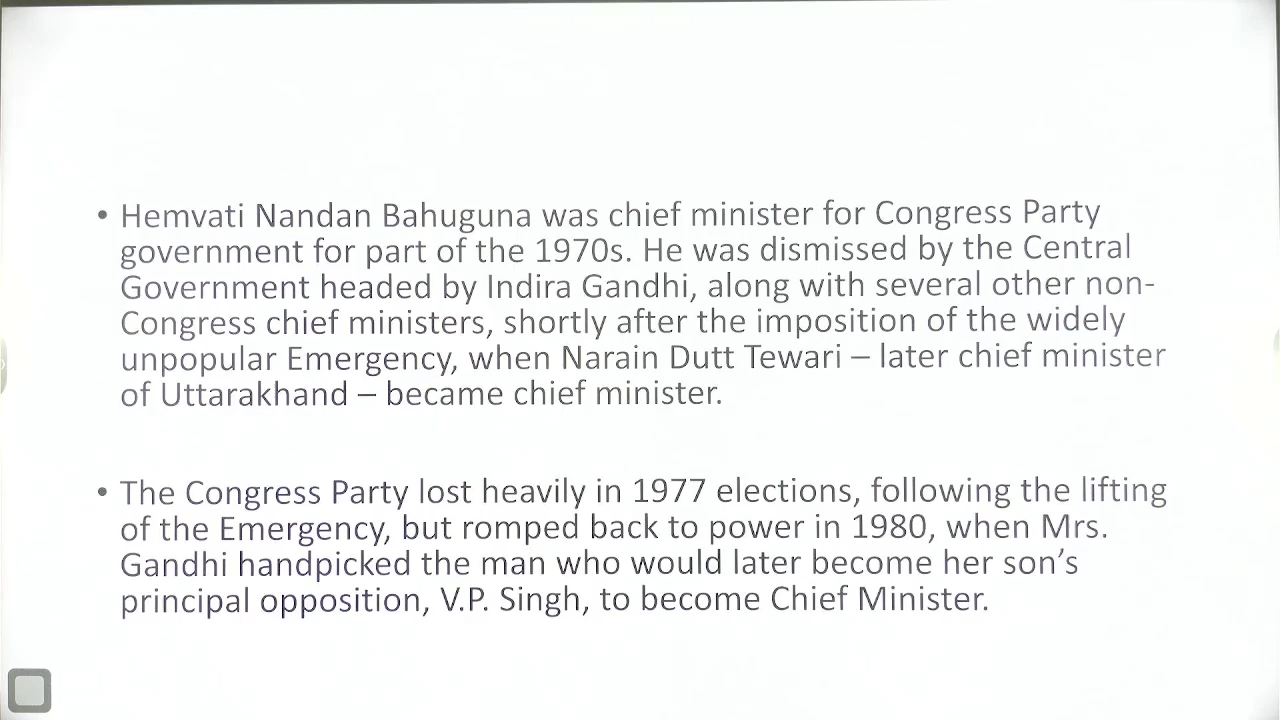 • Hemvati Nandan Bahuguna was chief minister for Congress Party
government for part of the 1970s. He was dismissed by the Central
Government headed by Indira Gandhi, along with several other non-
Congress chief ministers, shortly after the imposition of the widely
unpopular Emergency, when Narain Dutt Tewari – later chief minister
of Uttarakhand – became chief minister.
• The Congress Party lost heavily in 1977 elections, following the lifting
of the Emergency, but romped back to power in 1980, when Mrs.
Gandhi handpicked the man who would later become her son’s
principal opposition, V.P. Singh, to become Chief Minister.